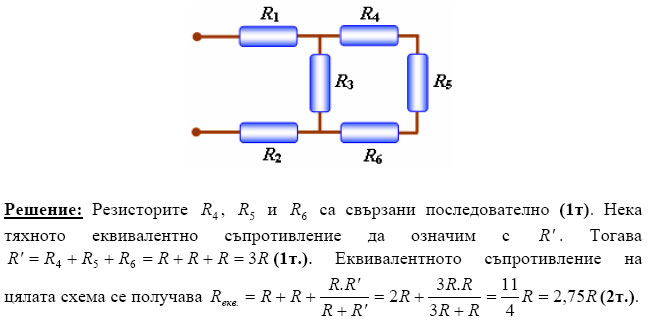 R₁ R₄
R₃ R₅
R₂ R₆
Решение: Резисторите R₄, R₅ и R₆ са свързани последователно (1т). Нека
тяхното еквивалентно съпротивление да означим с R′. Тогава
R′ = R₄ + R₅ + R₆ = R + R + R = 3R (1т.). Еквивалентното съпротивление на
цялата схема се получава Rекв. = R + R + R.R′/(R + R′) = 2R + 3R.R/(3R + R) = 11/4 R = 2,75R (2т.).